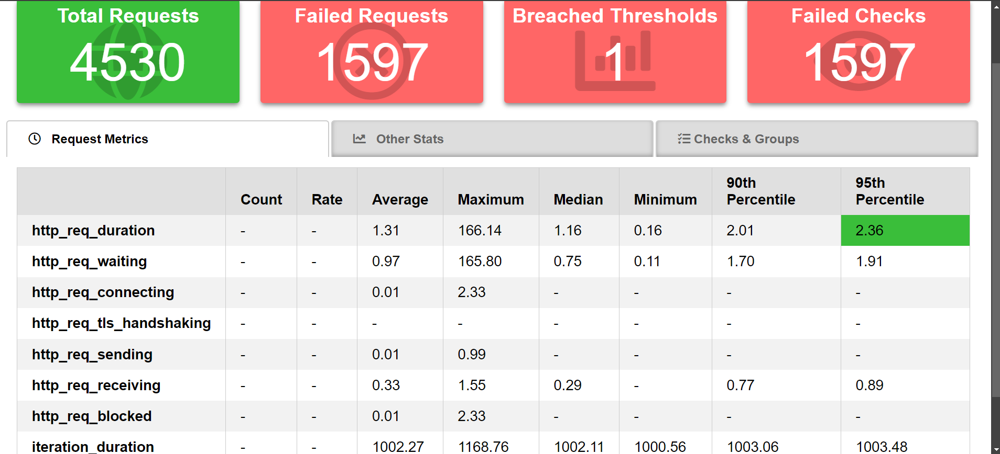 Total Requests
4530
Failed Requests
1597
Breached Thresholds
1
Failed Checks
1597
Request Metrics
Other Stats
Checks & Groups
Count Rate Average Maximum Median Minimum 90th Percentile 95th Percentile
http_req_duration - - 1.31 166.14 1.16 0.16 2.01 2.36
http_req_waiting - - 0.97 165.80 0.75 0.11 1.70 1.91
http_req_connecting - - 0.01 2.33 - - - -
http_req_tls_handshaking - - - - - - - -
http_req_sending - - 0.01 0.99 - - - -
http_req_receiving - - 0.33 1.55 0.29 - 0.77 0.89
http_req_blocked - - 0.01 2.33 - - - -
iteration_duration - - 1002.27 1168.76 1002.11 1000.56 1003.06 1003.48